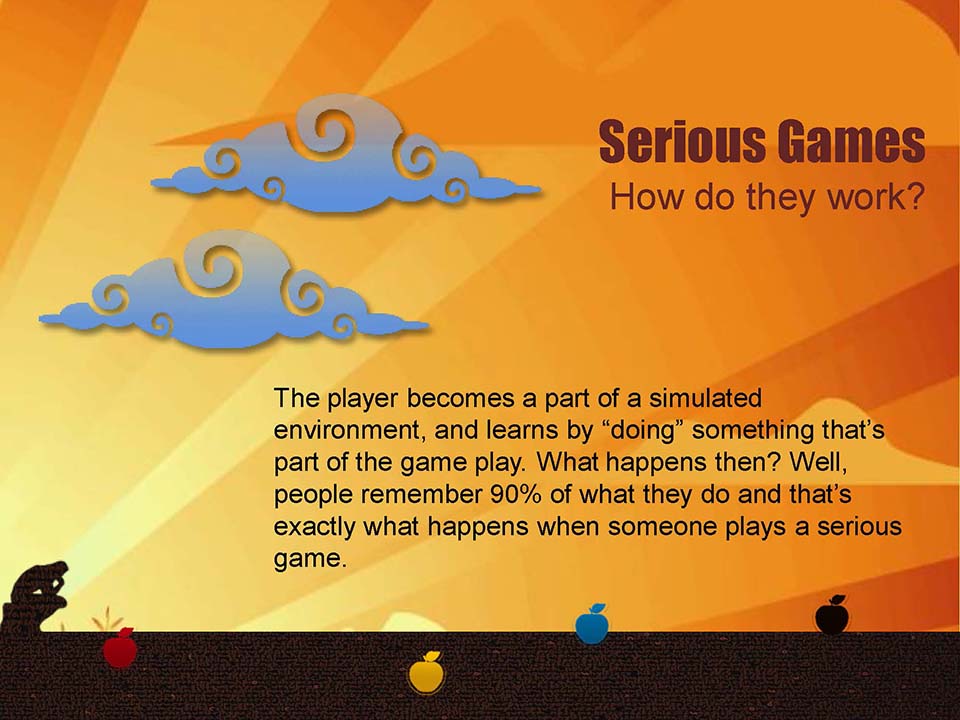 Serious Games
How do they work?
The player becomes a part of a simulated
environment, and learns by “doing” something that’s
part of the game play. What happens then? Well,
people remember 90% of what they do and that’s
exactly what happens when someone plays a serious
game.